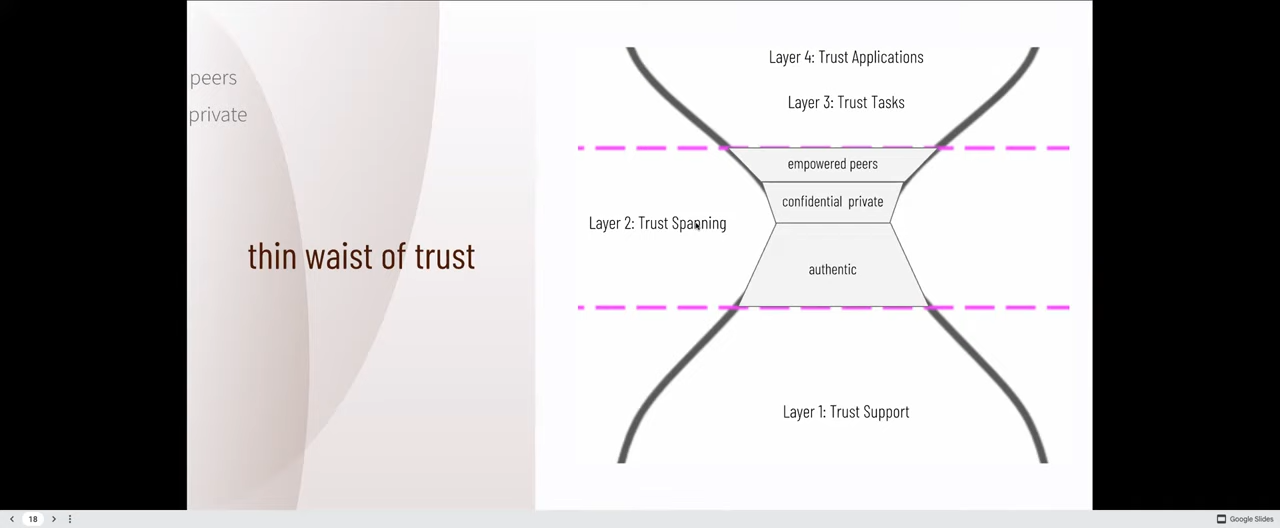 peers
private
thin waist of trust
Layer 4: Trust Applications
Layer 3: Trust Tasks
empowered peers
confidential private
Layer 2: Trust Spanning
authentic
Layer 1: Trust Support
18
Google Slides